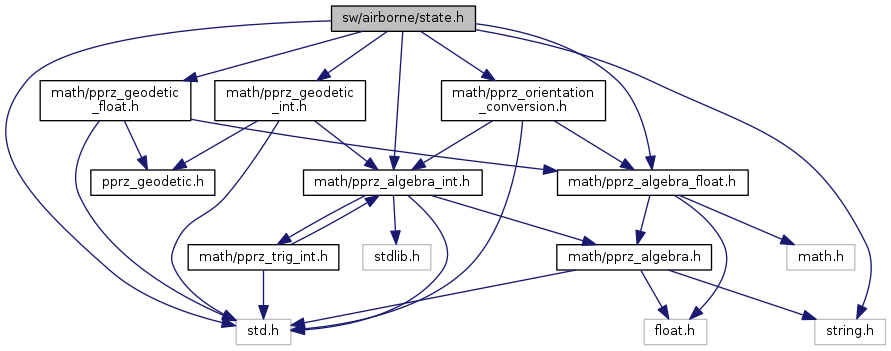 sw/airborne/state.h
math/pprz_geodetic
_float.h
math/pprz_geodetic
_int.h
math/pprz_orientation
_conversion.h
pprz_geodetic.h
math/pprz_algebra_int.h
math/pprz_algebra_float.h
math/pprz_trig_int.h
stdlib.h
math/pprz_algebra.h
math.h
std.h
float.h
string.h